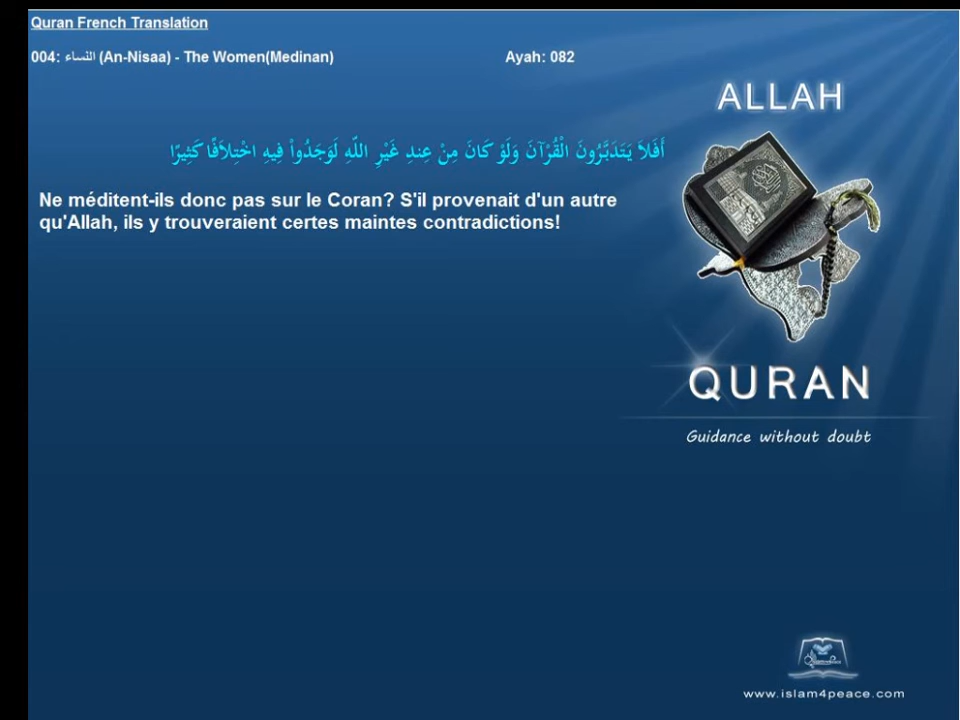 Quran French Translation
004: النساء (An-Nisaa) - The Women(Medinan) Ayah: 082
ALLAH
أَفَلاَ يَتَدَبَّرُونَ الْقُرْآنَ وَلَوْ كَانَ مِنْ عِندِ غَيْرِ اللّهِ لَوَجَدُواْ فِيهِ اخْتِلاَفًا كَثِيرًا
Ne méditent-ils donc pas sur le Coran? S'il provenait d'un autre
qu'Allah, ils y trouveraient certes maintes contradictions!
QURAN
Guidance without doubt
www.islam4peace.com